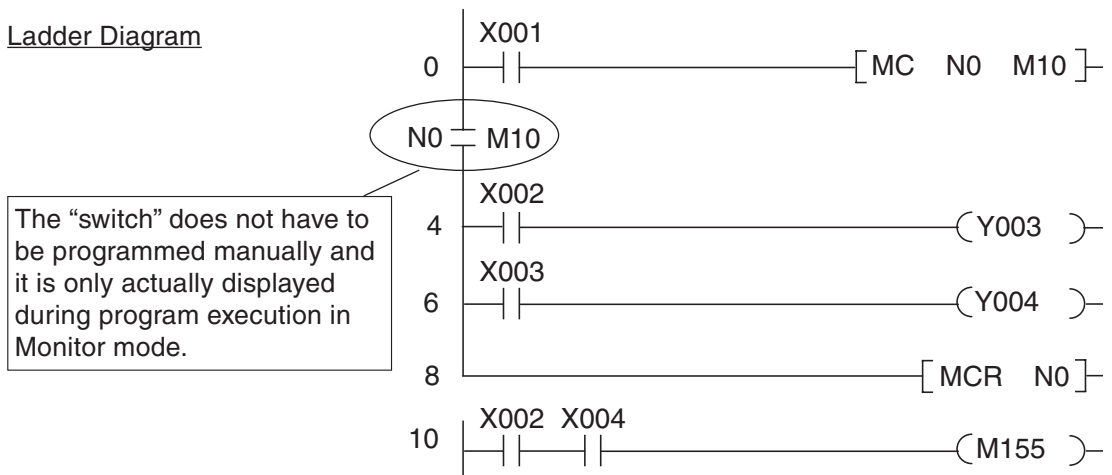 Ladder Diagram
X001
0 MC N0 M10
N0 M10
The “switch” does not have to
be programmed manually and
it is only actually displayed
during program execution in
Monitor mode.
X002
4 Y003
X003
6 Y004
8 MCR N0
X002 X004
10 M155